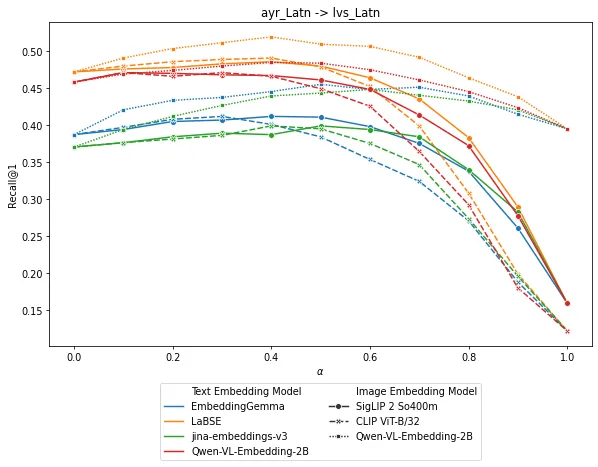 ayr_Latn -> lvs_Latn
Recall@1
0.50
0.45
0.40
0.35
0.30
0.25
0.20
0.15
0.0
0.2
0.4
0.6
0.8
1.0
α
Text Embedding Model
EmbeddingGemma
LaBSE
jina-embeddings-v3
Qwen-VL-Embedding-2B
Image Embedding Model
SigLIP 2 So400m
CLIP ViT-B/32
Qwen-VL-Embedding-2B